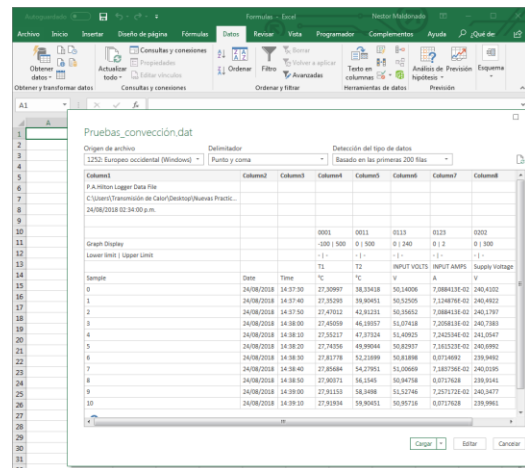 Autoguardado Formulas - Excel Nestor Maldonado
Archivo Inicio Insertar Diseño de página Fórmulas Datos Revisar Vista Programador Complementos Ayuda ¿Qué de
Obtener datos Actualizar todo Consultas y conexiones Propiedades Editar vínculos Ordenar Filtro Borrar Volver a aplicar Avanzadas Texto en columnas Análisis de hipótesis Previsión Esquema
Obtener y transformar datos Consultas y conexiones Ordenar y filtrar Herramientas de datos Previsión
A1 fx
A
Pruebas_convección.dat
Origen de archivo Delimitador Detección del tipo de datos
1252: Europeo occidental (Windows) Punto y coma Basado en las primeras 200 filas
Column1 Column2 Column3 Column4 Column5 Column6 Column7 Column8
P.A.Hilton Logger Data File
C:\Users\Transmisión de Calor\Desktop\Nuevas Practic...
24/08/2018 02:34:00 p.m.
0001 0011 0113 0123 0202
Graph Display -100 | 500 0 | 500 0 | 240 0 | 2 0 | 300
Lower limit | Upper Limit - | - - | - - | - - | - - | -
T1 T2 INPUT VOLTS INPUT AMPS Supply Voltage
Sample Date Time °C °C V A V
0 24/08/2018 14:37:30 27,30997 38,33418 50,14006 7,088413E-02 240,4102
1 24/08/2018 14:37:40 27,35293 39,90451 50,52505 7,124876E-02 240,4922
2 24/08/2018 14:37:50 27,47012 42,91231 50,35652 7,088413E-02 240,1797
3 24/08/2018 14:38:00 27,45059 46,19357 51,07418 7,205813E-02 240,7383
4 24/08/2018 14:38:10 27,55217 47,37324 51,40925 7,242534E-02 241,0547
5 24/08/2018 14:38:20 27,74356 49,99044 50,82937 7,161523E-02 240,6992
6 24/08/2018 14:38:30 27,81778 52,21699 50,81898 0,0714692 239,9492
7 24/08/2018 14:38:40 27,85684 54,27951 51,00669 7,183736E-02 240,0195
8 24/08/2018 14:38:50 27,90371 56,1545 50,94758 0,0717628 239,9141
9 24/08/2018 14:39:00 27,91153 58,3498 51,52746 7,257172E-02 240,3477
10 24/08/2018 14:39:10 27,91934 59,90451 50,95716 0,0717628 239,9961
Cargar Editar Cancelar